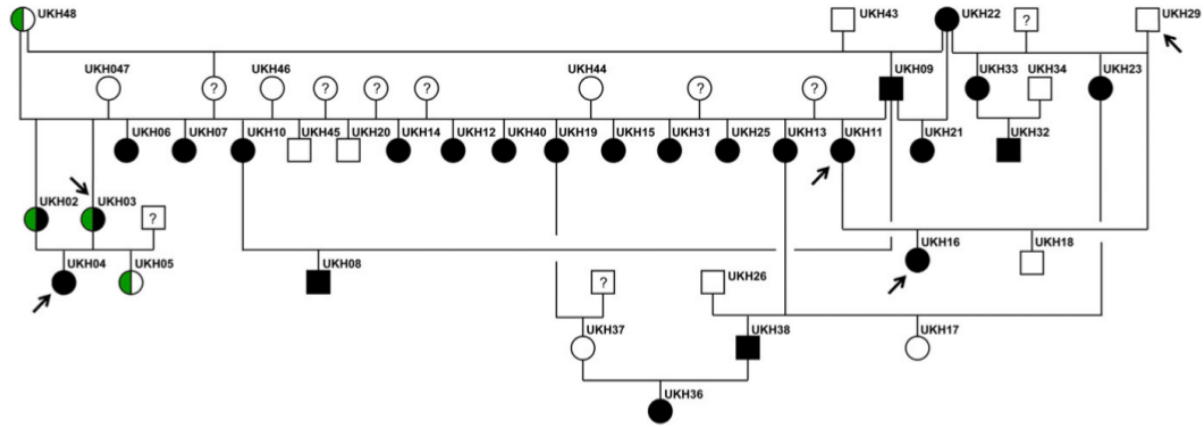 UKH48
UKH43
UKH22
?
UKH29
UKH047
?
UKH46
?
?
?
UKH44
?
?
UKH09
UKH33
UKH34
UKH23
UKH06
UKH07
UKH10
UKH45
UKH20
UKH14
UKH12
UKH40
UKH19
UKH15
UKH31
UKH25
UKH13
UKH11
UKH21
UKH32
UKH02
UKH03
?
UKH04
UKH05
UKH08
UKH16
UKH18
?
UKH26
UKH37
UKH38
UKH17
UKH36